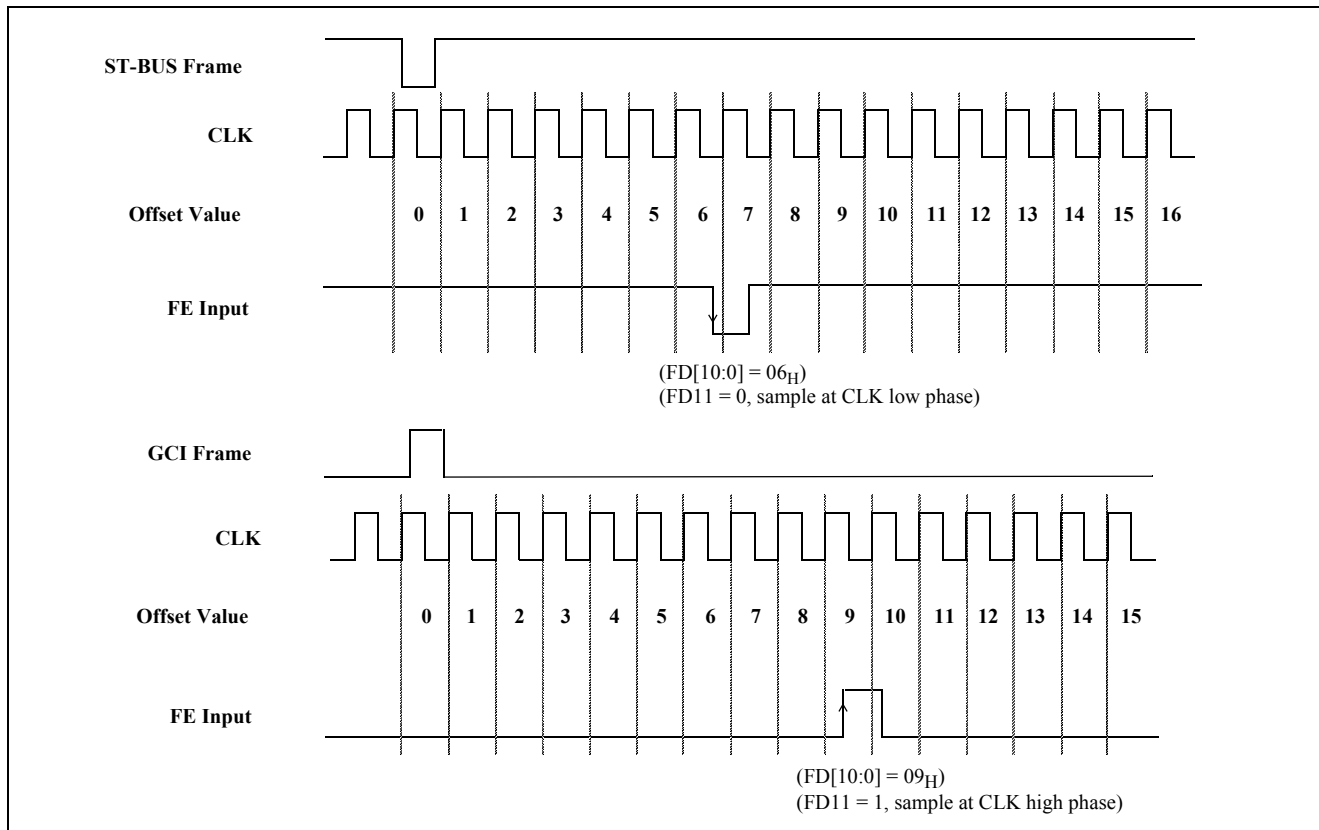 ST-BUS Frame
CLK
Offset Value 0 1 2 3 4 5 6 7 8 9 10 11 12 13 14 15 16
FE Input
(FD[10:0] = 06H)
(FD11 = 0, sample at CLK low phase)
GCI Frame
CLK
Offset Value 0 1 2 3 4 5 6 7 8 9 10 11 12 13 14 15
FE Input
(FD[10:0] = 09H)
(FD11 = 1, sample at CLK high phase)